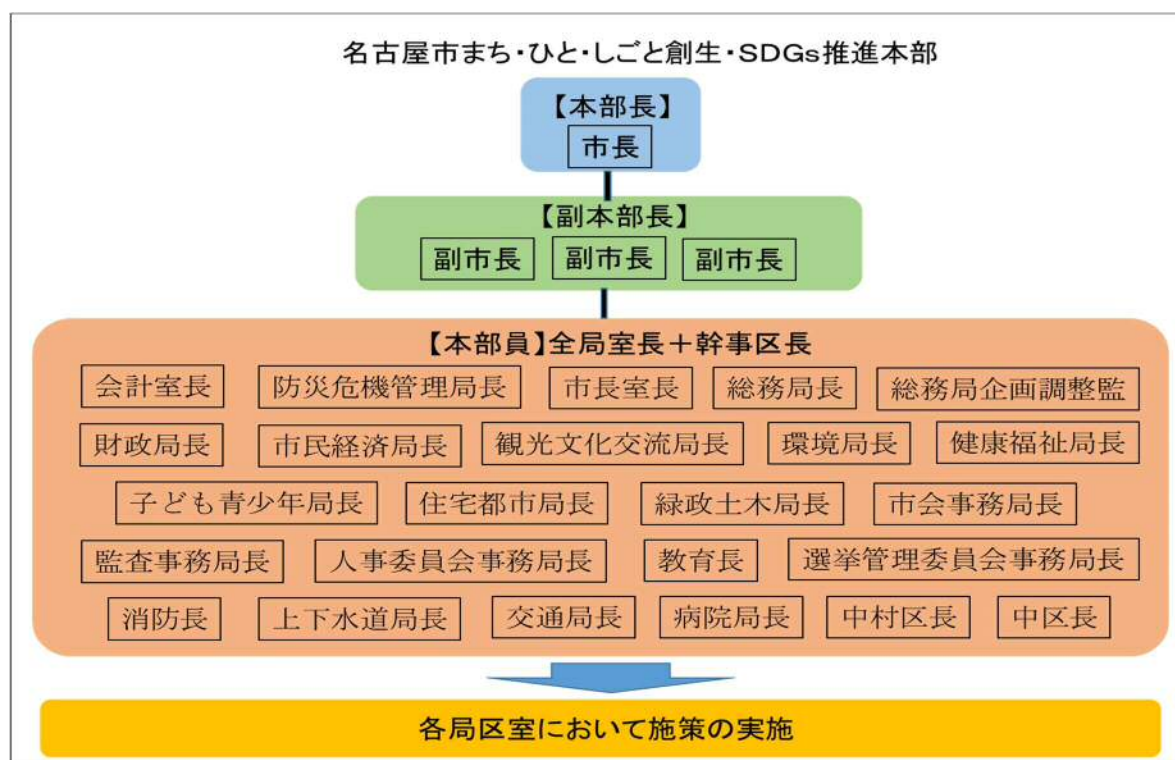 名古屋市まち・ひと・しごと創生・SDGs推進本部
【本部長】
市長
【副本部長】
副市長 副市長 副市長
【本部員】全局室長＋幹事区長
会計室長 防災危機管理局長 市長室長 総務局長 総務局企画調整監
財政局長 市民経済局長 観光文化交流局長 環境局長 健康福祉局長
子ども青少年局長 住宅都市局長 緑政土木局長 市会事務局長
監査事務局長 人事委員会事務局長 教育長 選挙管理委員会事務局長
消防長 上下水道局長 交通局長 病院局長 中村区長 中区長
各局区室において施策の実施